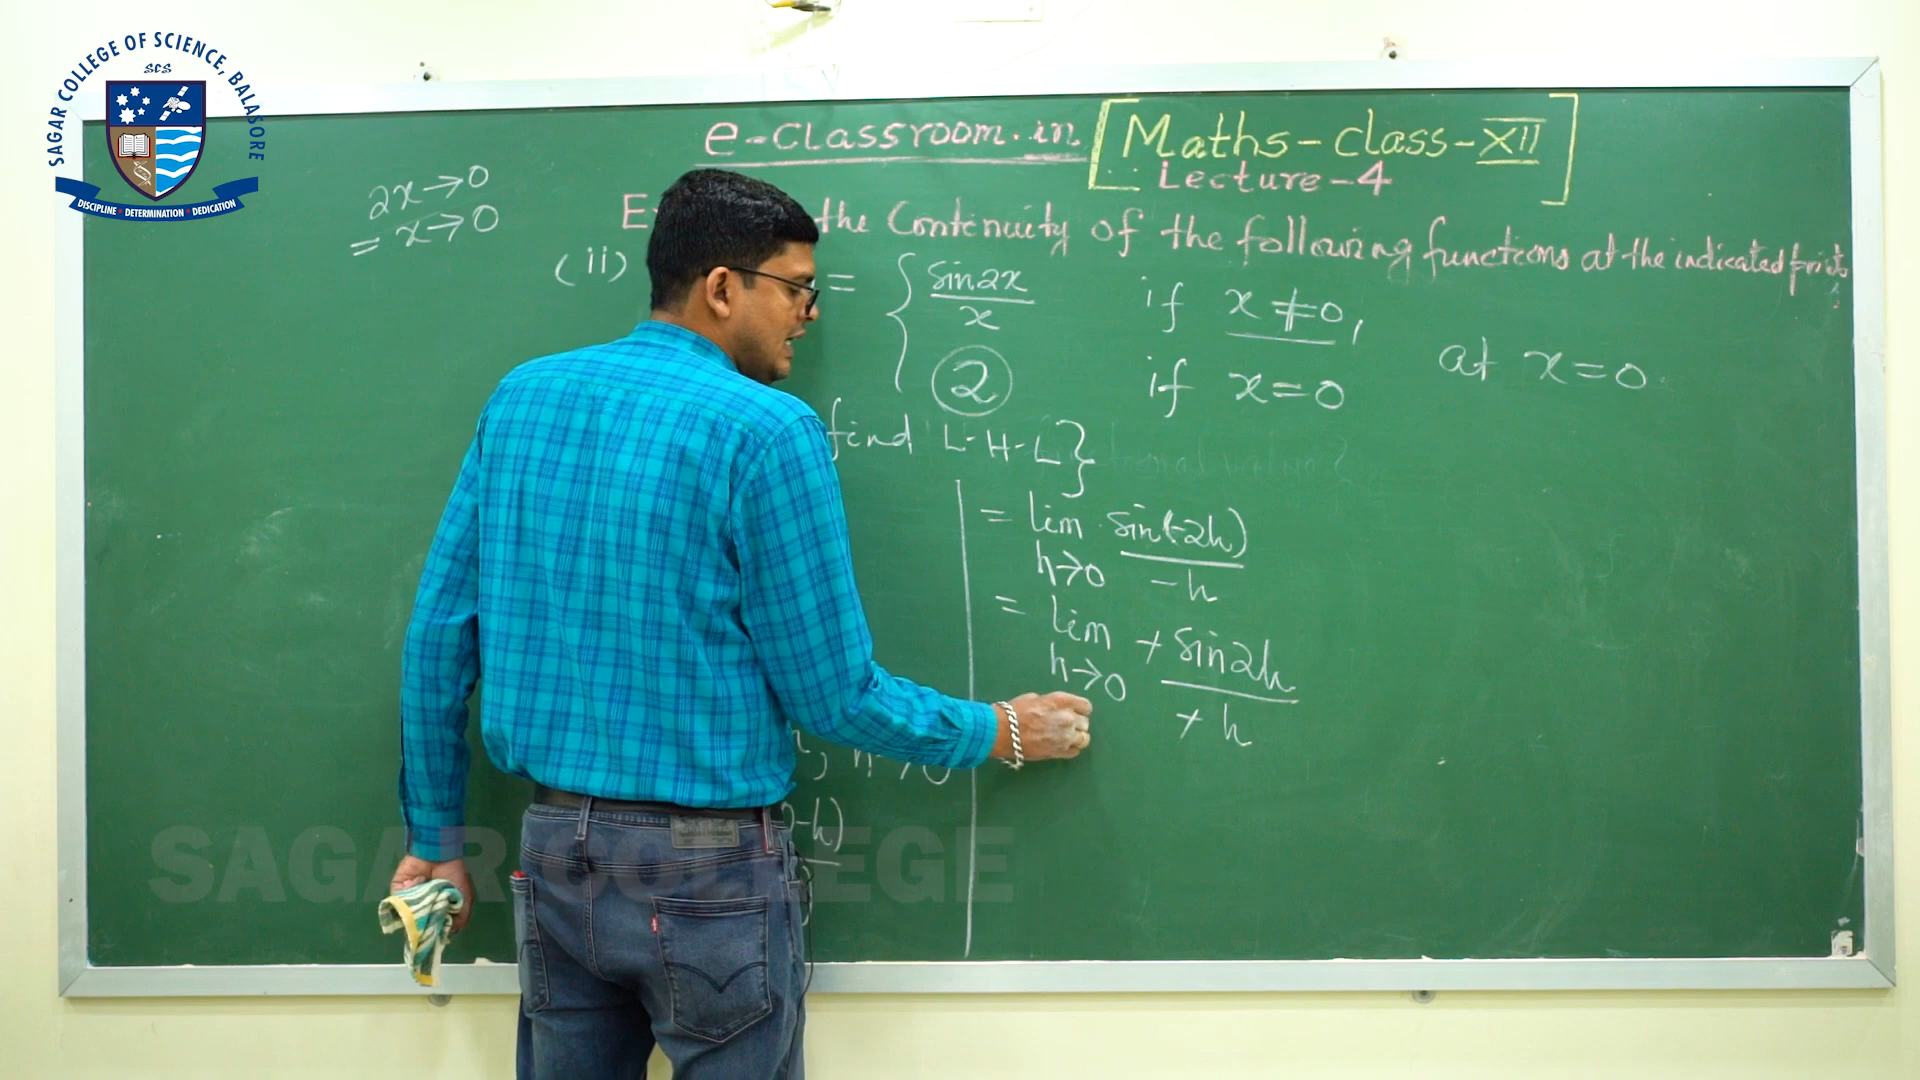 SAGAR COLLEGE OF SCIENCE, BALASORE
SCS
DISCIPLINE • DETERMINATION • DEDICATION
2x→0
= x→0
e-classroom.in [Maths-class-XII
Lecture-4]
the Contenuity of the following functions at the indicated points
(ii) = { sin2x/x if x≠0,
2 if x=0
at x=0
find L-H-L}
= lim sin(-2h)
h→0 -h
= lim + sin2h
h→0 + h
, h→0
-h)
SAGAR COLLEGE